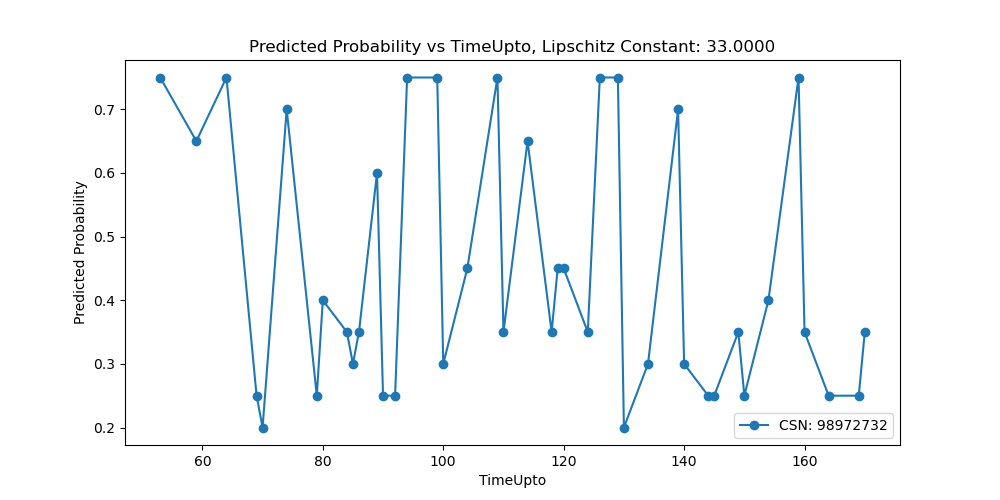 Predicted Probability vs TimeUpto, Lipschitz Constant: 33.0000
Predicted Probability
0.7
0.6
0.5
0.4
0.3
0.2
CSN: 98972732
60 80 100 120 140 160
TimeUpto